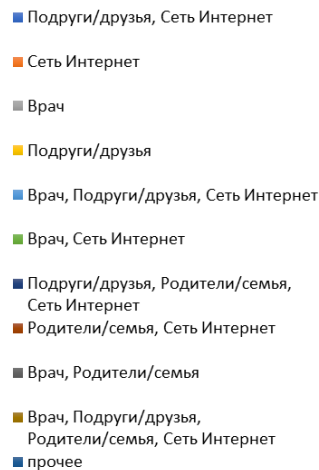 Подруги/друзья, Сеть Интернет
Сеть Интернет
Врач
Подруги/друзья
Врач, Подруги/друзья, Сеть Интернет
Врач, Сеть Интернет
Подруги/друзья, Родители/семья,
Сеть Интернет
Родители/семья, Сеть Интернет
Врач, Родители/семья
Врач, Подруги/друзья,
Родители/семья, Сеть Интернет
прочее